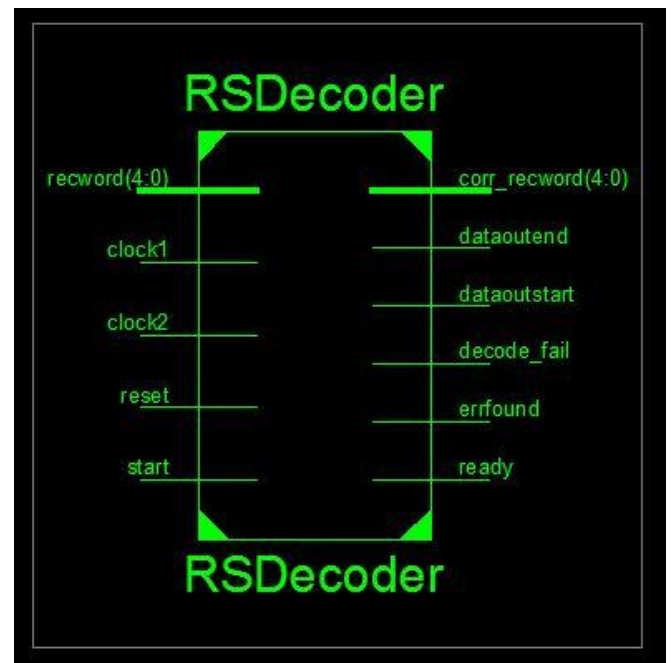 RSDecoder
recword(4:0)
corr_recword(4:0)
clock1
dataoutend
clock2
dataoutstart
decode_fail
reset
errfound
start
ready
RSDecoder